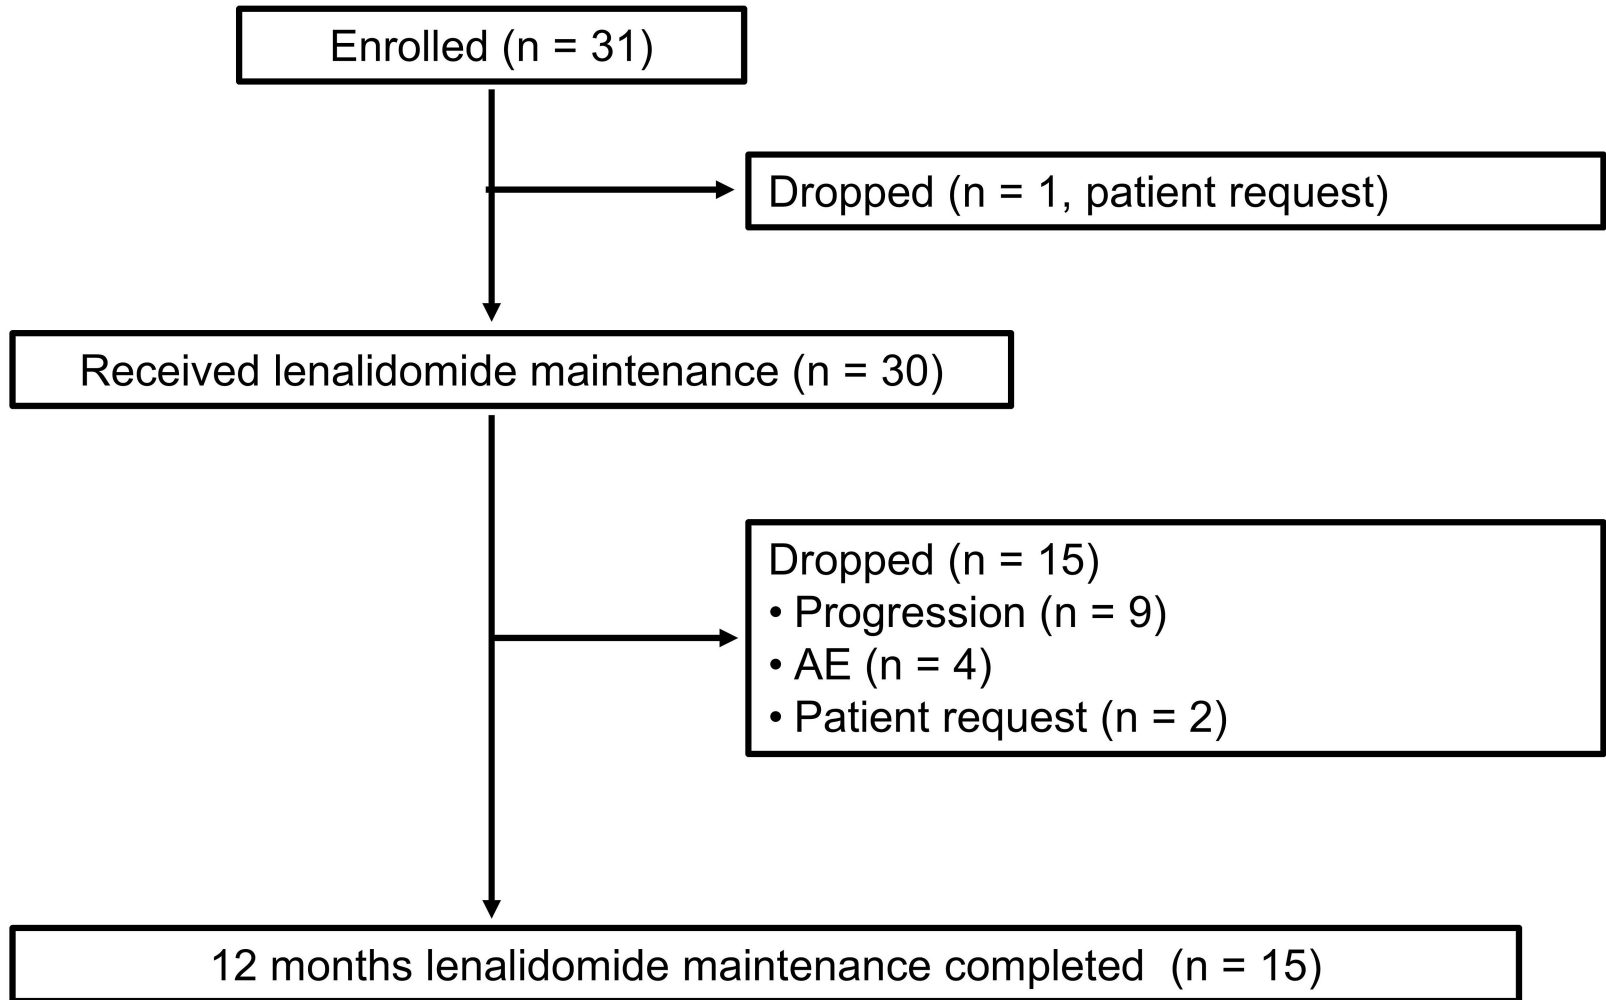 Enrolled (n = 31)
Dropped (n = 1, patient request)
Received lenalidomide maintenance (n = 30)
Dropped (n = 15)
• Progression (n = 9)
• AE (n = 4)
• Patient request (n = 2)
12 months lenalidomide maintenance completed  (n = 15)